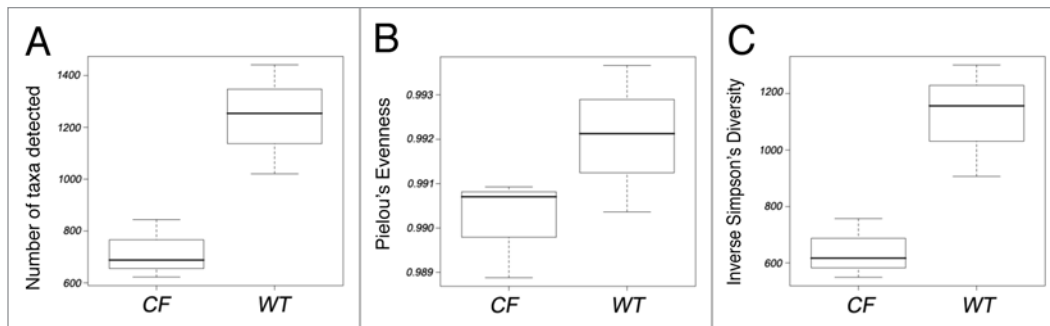 A
Number of taxa detected
1400
1200
1000
800
600
CF
WT
B
Pielou's Evenness
0.993
0.992
0.991
0.990
0.989
CF
WT
C
Inverse Simpson's Diversity
1200
1000
800
600
CF
WT